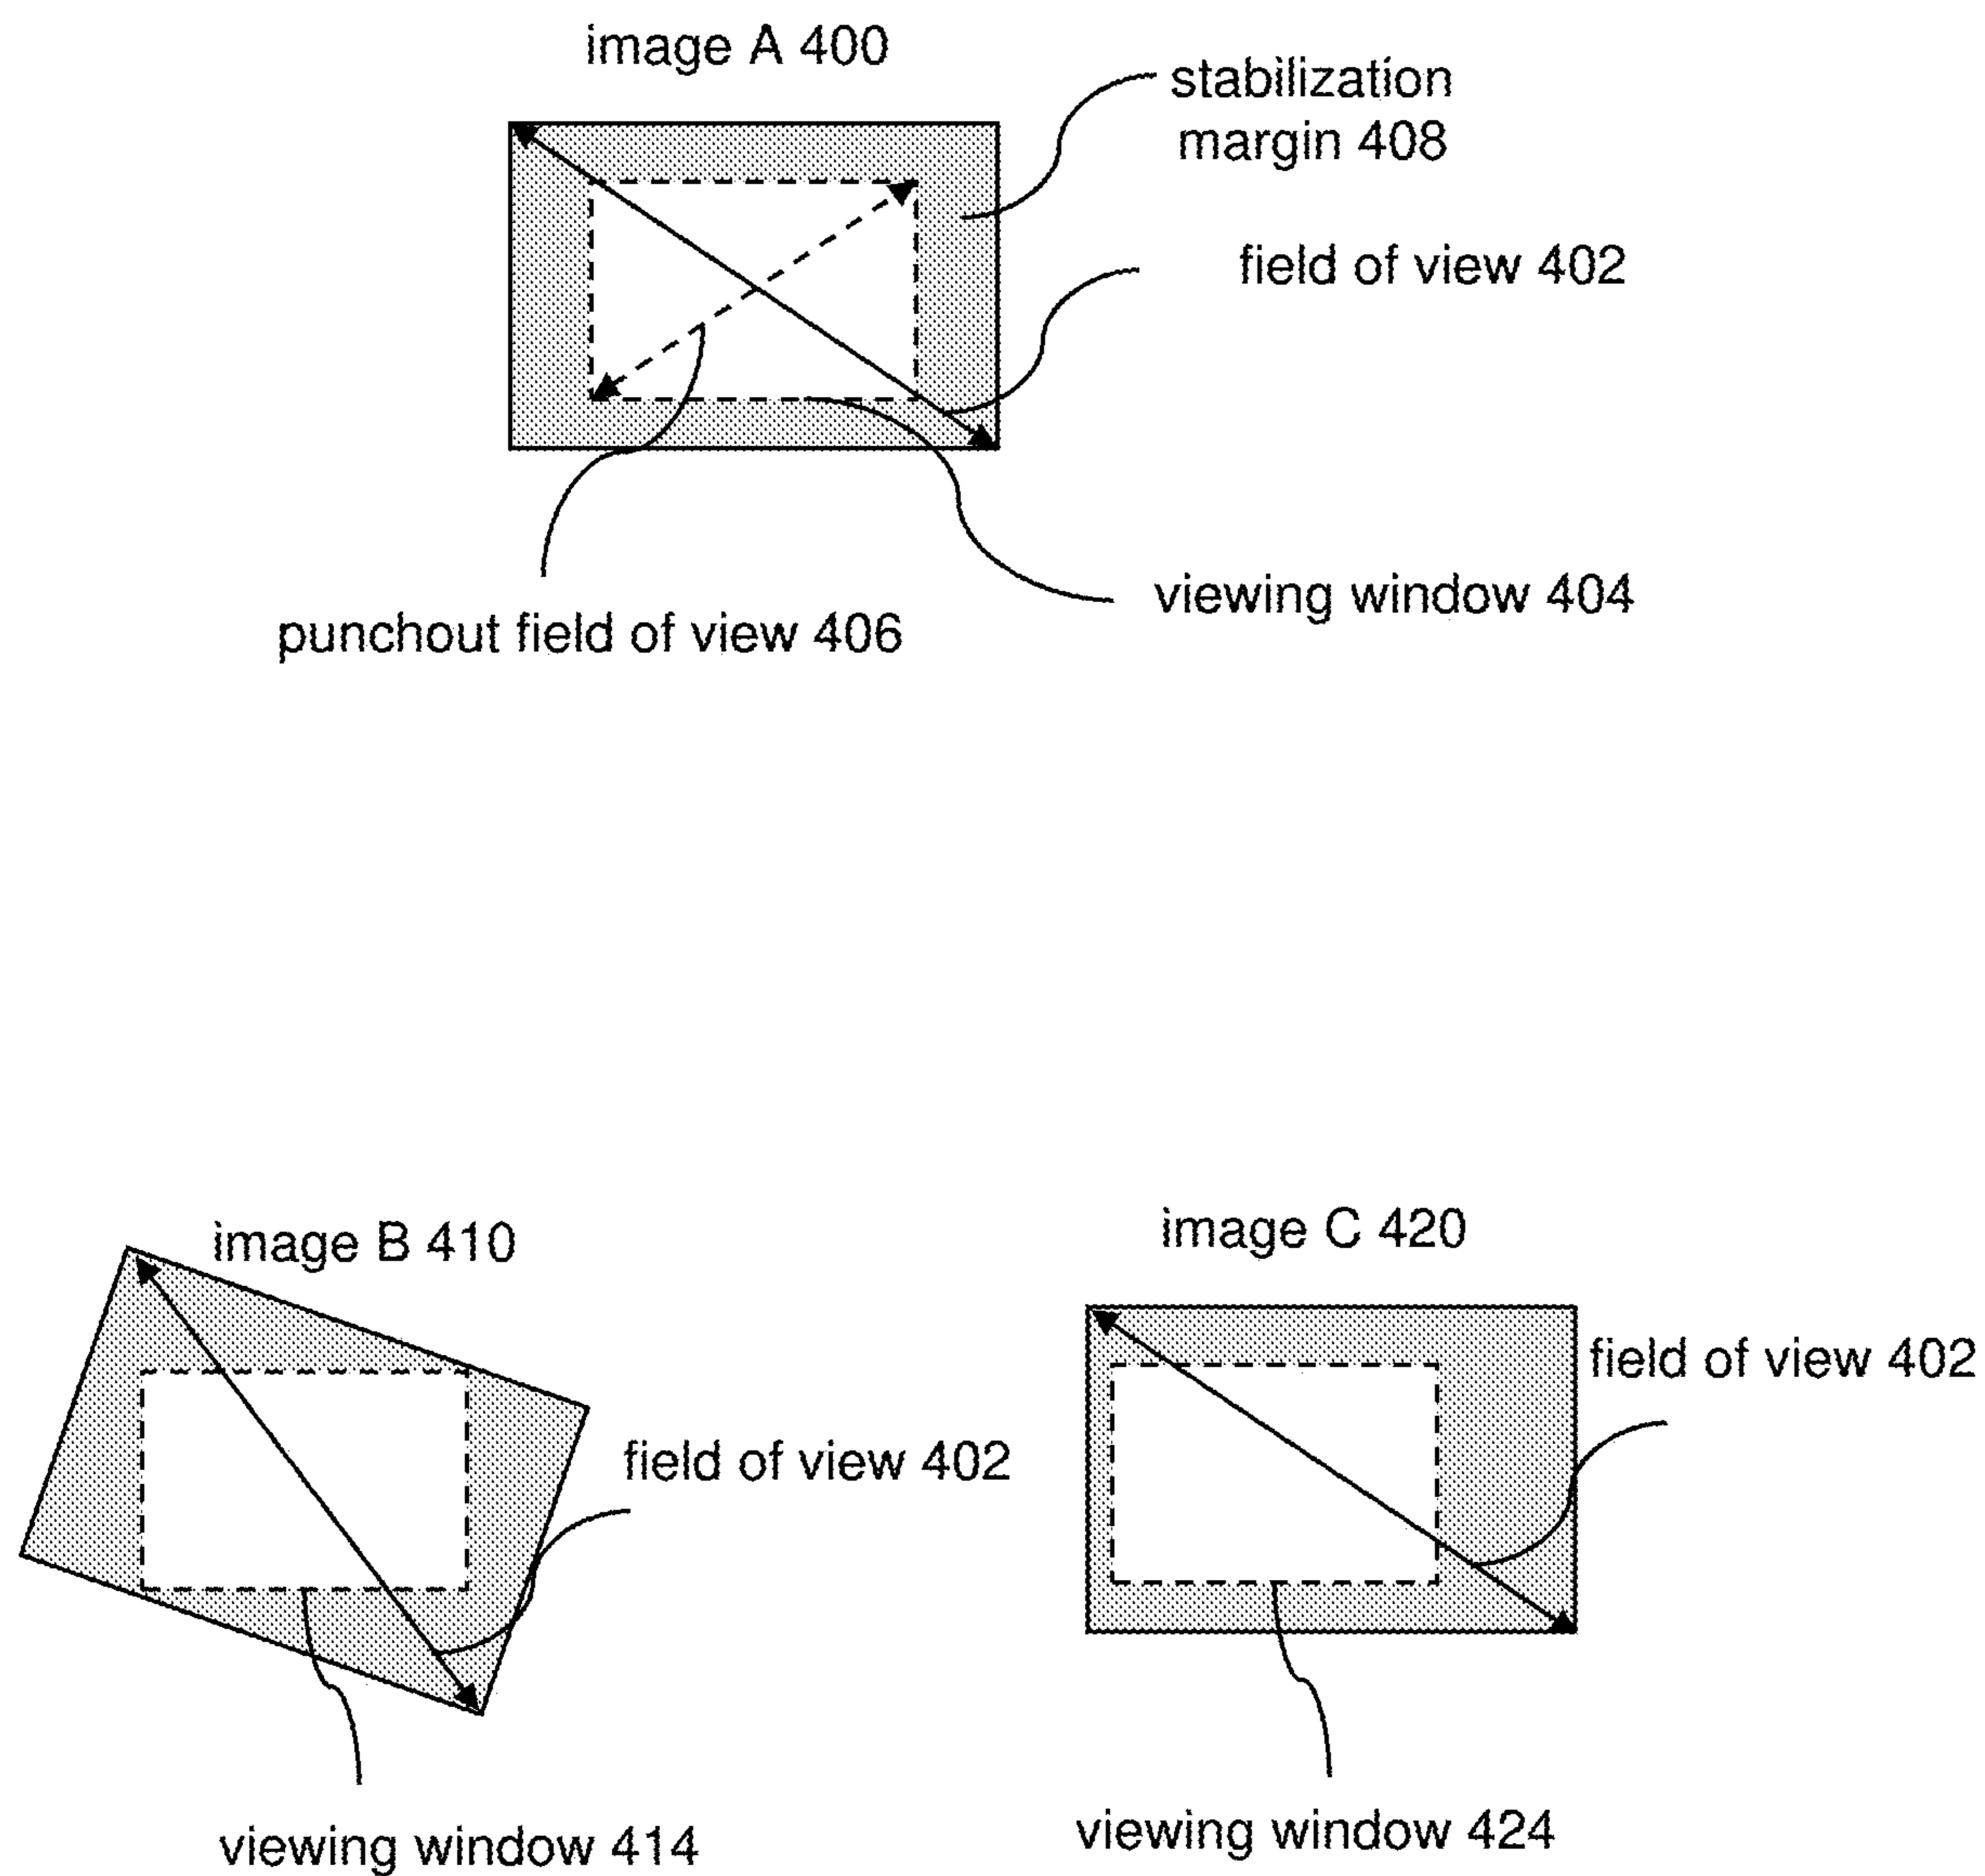 image A 400
stabilization
margin 408
field of view 402
viewing window 404
punchout field of view 406
image B 410
image C 420
field of view 402
field of view 402
viewing window 414
viewing window 424